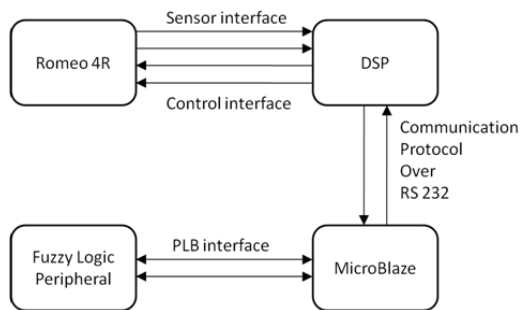 Sensor interface
Romeo 4R
DSP
Control interface
Communication
Protocol
Over
RS 232
PLB interface
Fuzzy Logic
Peripheral
MicroBlaze